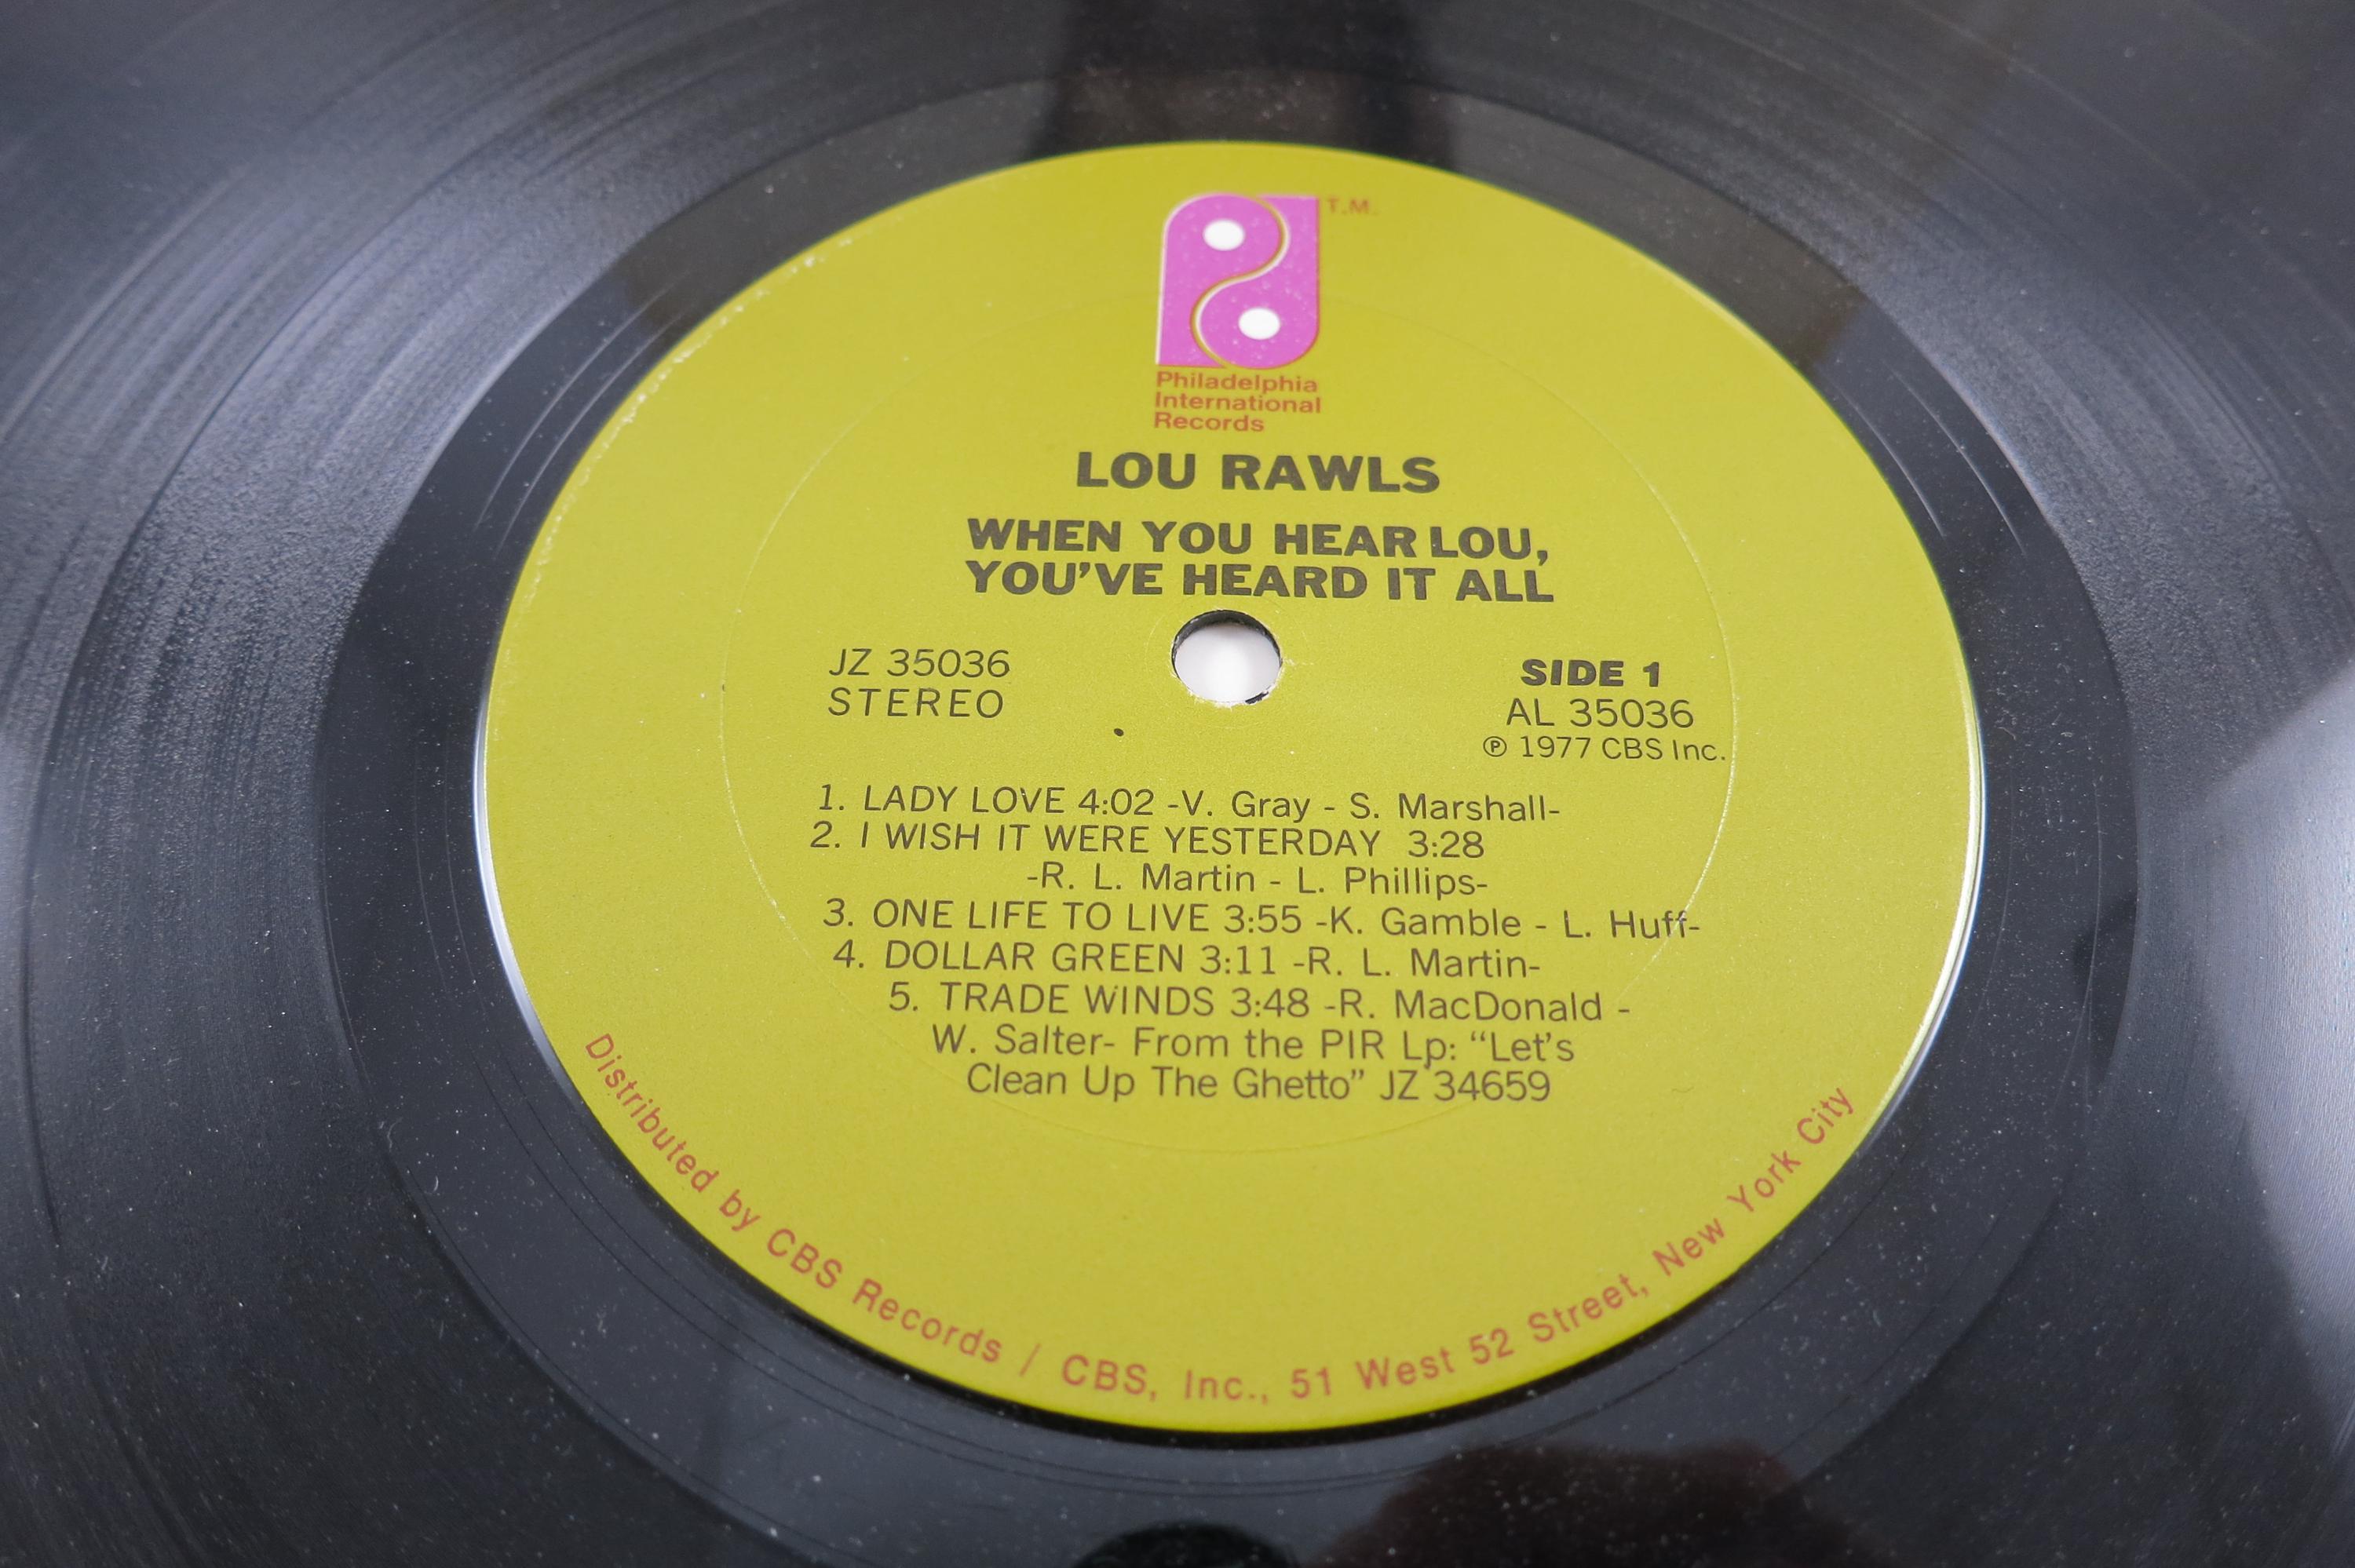 T.M.
Philadelphia
International
Records
LOU RAWLS
WHEN YOU HEAR LOU,
YOU'VE HEARD IT ALL
JZ 35036
STEREO
SIDE 1
AL 35036
℗ 1977 CBS Inc.
1. LADY LOVE 4:02 -V. Gray - S. Marshall-
2. I WISH IT WERE YESTERDAY 3:28
-R. L. Martin - L. Phillips-
3. ONE LIFE TO LIVE 3:55 -K. Gamble - L. Huff-
4. DOLLAR GREEN 3:11 -R. L. Martin-
5. TRADE WINDS 3:48 -R. MacDonald -
W. Salter- From the PIR Lp: “Let’s
Clean Up The Ghetto” JZ 34659
Distributed by CBS Records / CBS, Inc., 51 West 52 Street, New York City